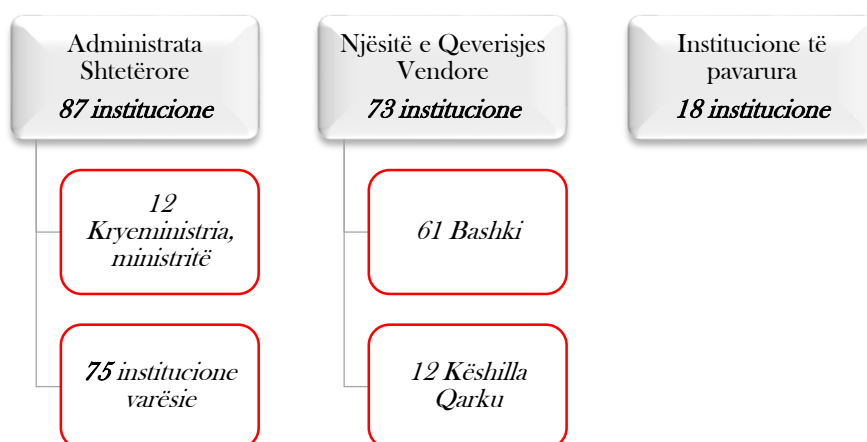 Administrata
Shtetërore
87 institucione
12
Kryeministria,
ministritë
75 institucione
varësie
Njësitë e Qeverisjes
Vendore
73 institucione
61 Bashki
12 Këshilla
Qarku
Institucione të
pavarura
18 institucione